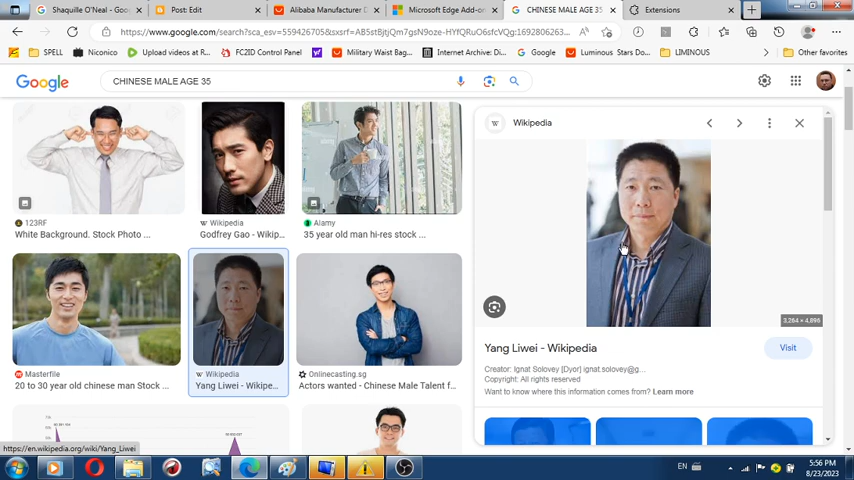 Shaquille O'Neal - Goo
Post: Edit
Alibaba Manufacturer D
Microsoft Edge Add-on
CHINESE MALE AGE 35
Extensions
https://www.google.com/search?sca_esv=559426705&sxsrf=AB5stBjtjQm7gsN9oze-HYfQRuO6sfcVQg:1692806263...
SPELL
Niconico
Upload videos at R...
FC2ID Control Panel
Military Waist Bag...
Internet Archive: Di...
Google
Luminous Stars Do...
LIMINOUS
Other favorites
Google
CHINESE MALE AGE 35
Wikipedia
123RF
White Background. Stock Photo ...
Wikipedia
Godfrey Gao - Wikip...
Alamy
35 year old man hi-res stock ...
3,264 × 4,896
Masterfile
20 to 30 year old chinese man Stock ...
Wikipedia
Yang Liwei - Wikipe...
Onlinecasting.sg
Actors wanted - Chinese Male Talent f...
Yang Liwei - Wikipedia
Visit
Creator: Ignat Solovey [Dyor] ignat.solovey@g...
Copyright: All rights reserved
Want to know where this information comes from? Learn more
https://en.wikipedia.org/wiki/Yang_Liwei
EN
5:56 PM
8/23/2023